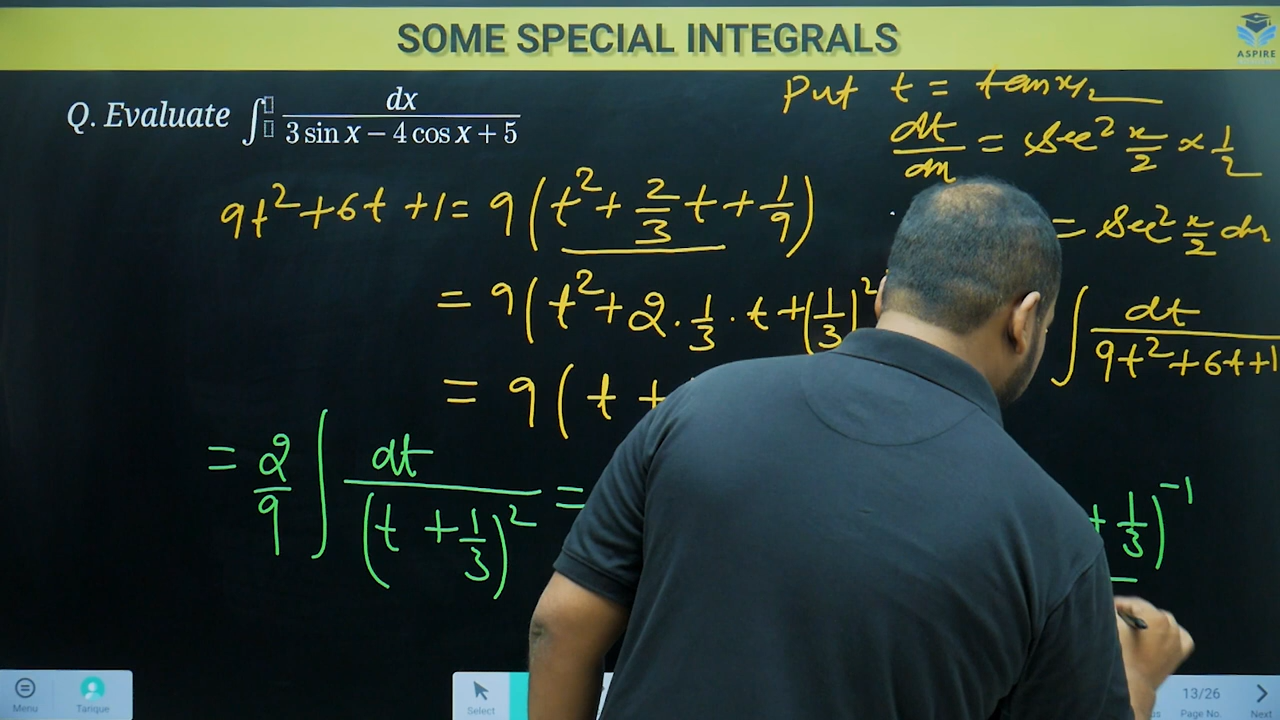 SOME SPECIAL INTEGRALS
ASPIRE
Q. Evaluate ∫ dx / (3 sin x − 4 cos x + 5)
Put t = tan x/2
dt/dx = sec² x/2 × 1/2
= sec² x/2 dx
9t² + 6t + 1 = 9(t² + 2/3 t + 1/9)
= 9(t² + 2 · 1/3 · t + (1/3)²
∫ dt / 9t² + 6t + 1
= 9(t +
= 2/9 ∫ dt / (t + 1/3)² =
+ 1/3)⁻¹
Menu
Tarique
Select
13/26
Page No.
Next